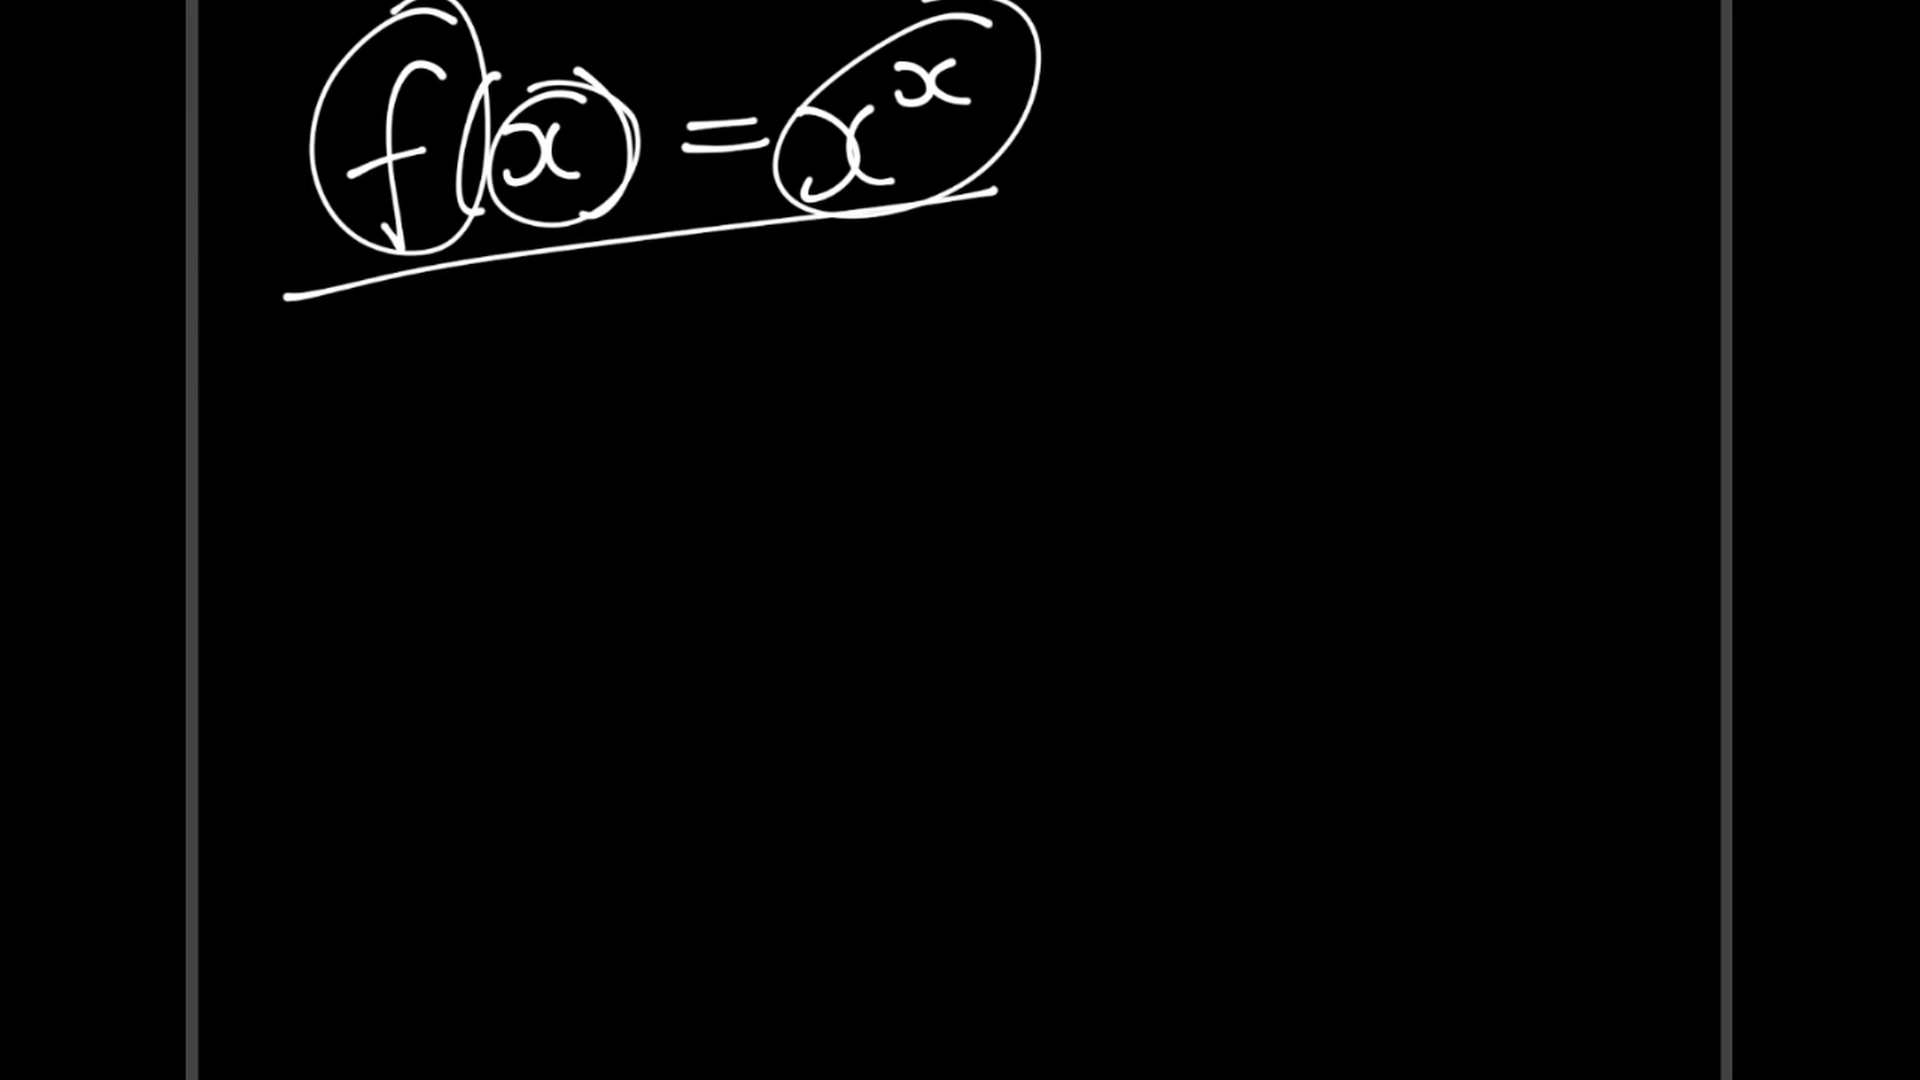 f(x) = x^x